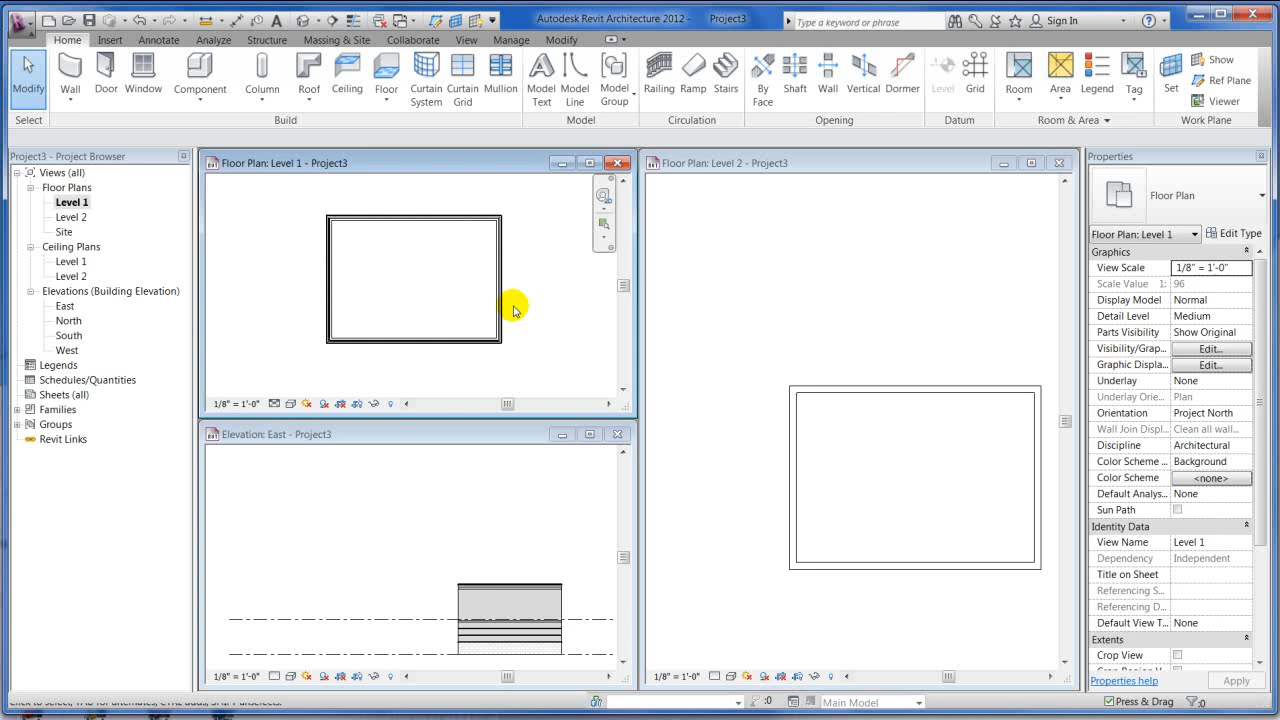 Autodesk Revit Architecture 2012 - Project3
Type a keyword or phrase
Sign In
Home Insert Annotate Analyze Structure Massing & Site Collaborate View Manage Modify
Modify
Wall
Door
Window
Component
Column
Roof
Ceiling
Floor
Curtain System
Curtain Grid
Mullion
Model Text
Model Line
Model Group
Railing
Ramp
Stairs
By Face
Shaft
Wall
Vertical
Dormer
Level
Grid
Room
Area
Legend
Tag
Set
Show
Ref Plane
Viewer
Select
Build
Model
Circulation
Opening
Datum
Room & Area
Work Plane
Project3 - Project Browser
Views (all)
Floor Plans
Level 1
Level 2
Site
Ceiling Plans
Level 1
Level 2
Elevations (Building Elevation)
East
North
South
West
Legends
Schedules/Quantities
Sheets (all)
Families
Groups
Revit Links
Floor Plan: Level 1 - Project3
1/8" = 1'-0"
Elevation: East - Project3
1/8" = 1'-0"
Floor Plan: Level 2 - Project3
1/8" = 1'-0"
Properties
Floor Plan
Floor Plan: Level 1
Edit Type
Graphics
View Scale 1/8" = 1'-0"
Scale Value 1: 96
Display Model Normal
Detail Level Medium
Parts Visibility Show Original
Visibility/Grap... Edit...
Graphic Displa... Edit...
Underlay None
Underlay Orie... Plan
Orientation Project North
Wall Join Displ... Clean all wall...
Discipline Architectural
Color Scheme ... Background
Color Scheme <none>
Default Analys... None
Sun Path
Identity Data
View Name Level 1
Dependency Independent
Title on Sheet
Referencing S...
Referencing D...
Default View T... None
Extents
Crop View
Properties help
Apply
Main Model
:0
Press & Drag
:0